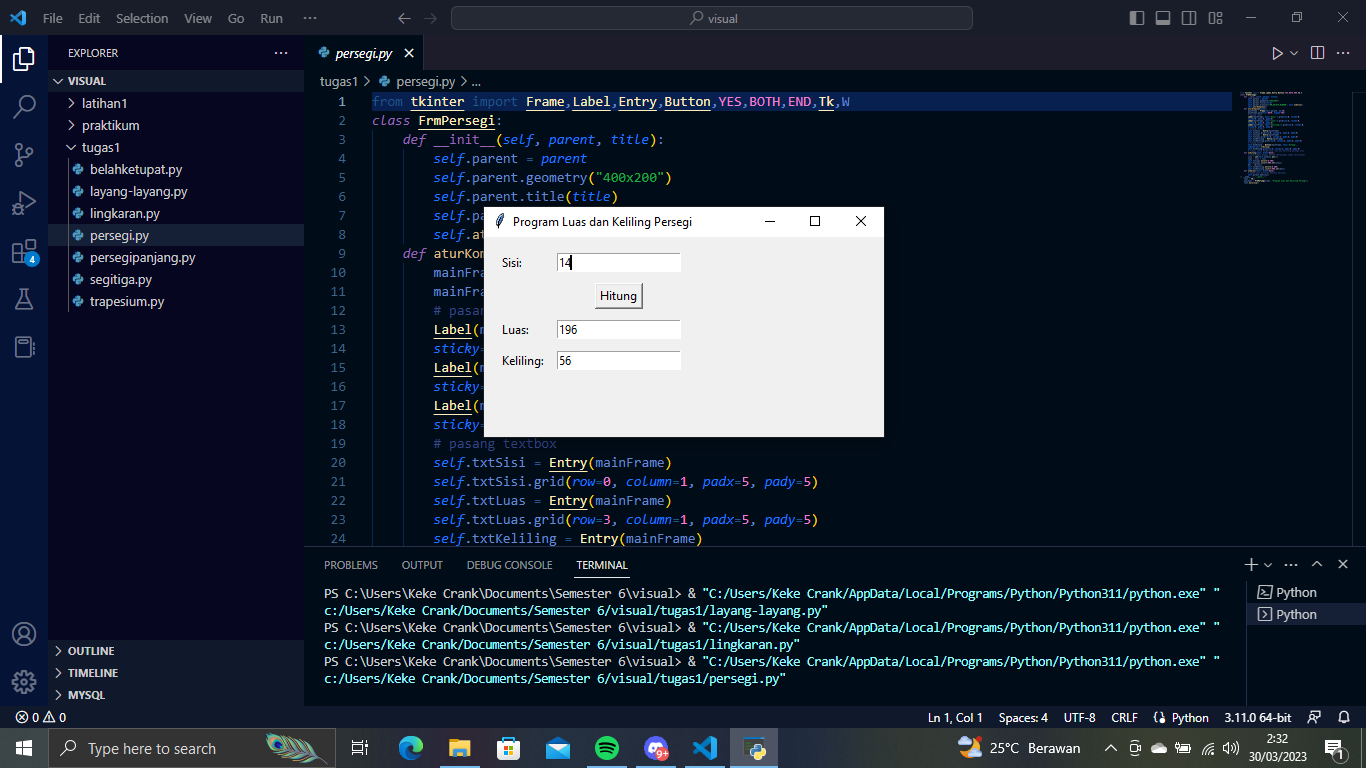 File Edit Selection View Go Run ··· visual
EXPLORER ···
VISUAL
latihan1
praktikum
tugas1
belahketupat.py
layang-layang.py
lingkaran.py
persegi.py
persegipanjang.py
segitiga.py
trapesium.py
OUTLINE
TIMELINE
MYSQL
4
persegi.py
tugas1 > persegi.py > ...
1 from tkinter import Frame,Label,Entry,Button,YES,BOTH,END,Tk,W
2 class FrmPersegi:
3 def __init__(self, parent, title):
4 self.parent = parent
5 self.parent.geometry("400x200")
6 self.parent.title(title)
7 self.pa
8 self.at
9 def aturKom
10 mainFra
11 mainFra
12 # pasang
13 Label(m
14 sticky=
15 Label(m
16 sticky=
17 Label(m
18 sticky=
19 # pasang textbox
20 self.txtSisi = Entry(mainFrame)
21 self.txtSisi.grid(row=0, column=1, padx=5, pady=5)
22 self.txtLuas = Entry(mainFrame)
23 self.txtLuas.grid(row=3, column=1, padx=5, pady=5)
24 self.txtKeliling = Entry(mainFrame)
Program Luas dan Keliling Persegi
Sisi: 14
Hitung
Luas: 196
Keliling: 56
PROBLEMS OUTPUT DEBUG CONSOLE TERMINAL
PS C:\Users\Keke Crank\Documents\Semester 6\visual> & "C:/Users/Keke Crank/AppData/Local/Programs/Python/Python311/python.exe" "
c:/Users/Keke Crank/Documents/Semester 6/visual/tugas1/layang-layang.py"
PS C:\Users\Keke Crank\Documents\Semester 6\visual> & "C:/Users/Keke Crank/AppData/Local/Programs/Python/Python311/python.exe" "
c:/Users/Keke Crank/Documents/Semester 6/visual/tugas1/lingkaran.py"
PS C:\Users\Keke Crank\Documents\Semester 6\visual> & "C:/Users/Keke Crank/AppData/Local/Programs/Python/Python311/python.exe" "
c:/Users/Keke Crank/Documents/Semester 6/visual/tugas1/persegi.py"
Python
Python
0 0 Ln 1, Col 1 Spaces: 4 UTF-8 CRLF Python 3.11.0 64-bit
Type here to search 9+ 25°C Berawan 2:32
30/03/2023 1